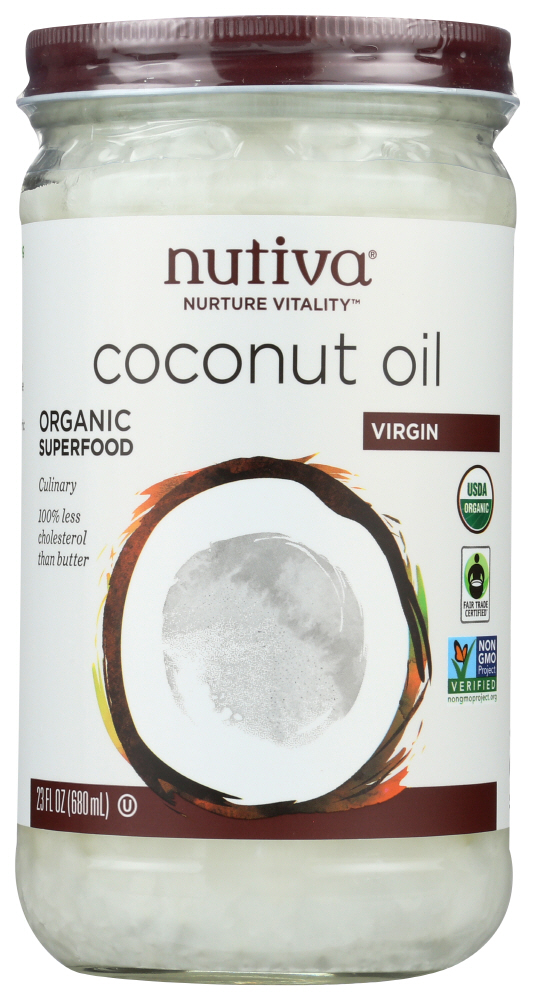 nutiva®
NURTURE VITALITY™
coconut oil
ORGANIC
SUPERFOOD
VIRGIN
Culinary
100% less
cholesterol
than butter
USDA
ORGANIC
FAIR TRADE
CERTIFIED
NON
GMO
Project
VERIFIED
nongmoproject.org
23 FL OZ (680 mL) U